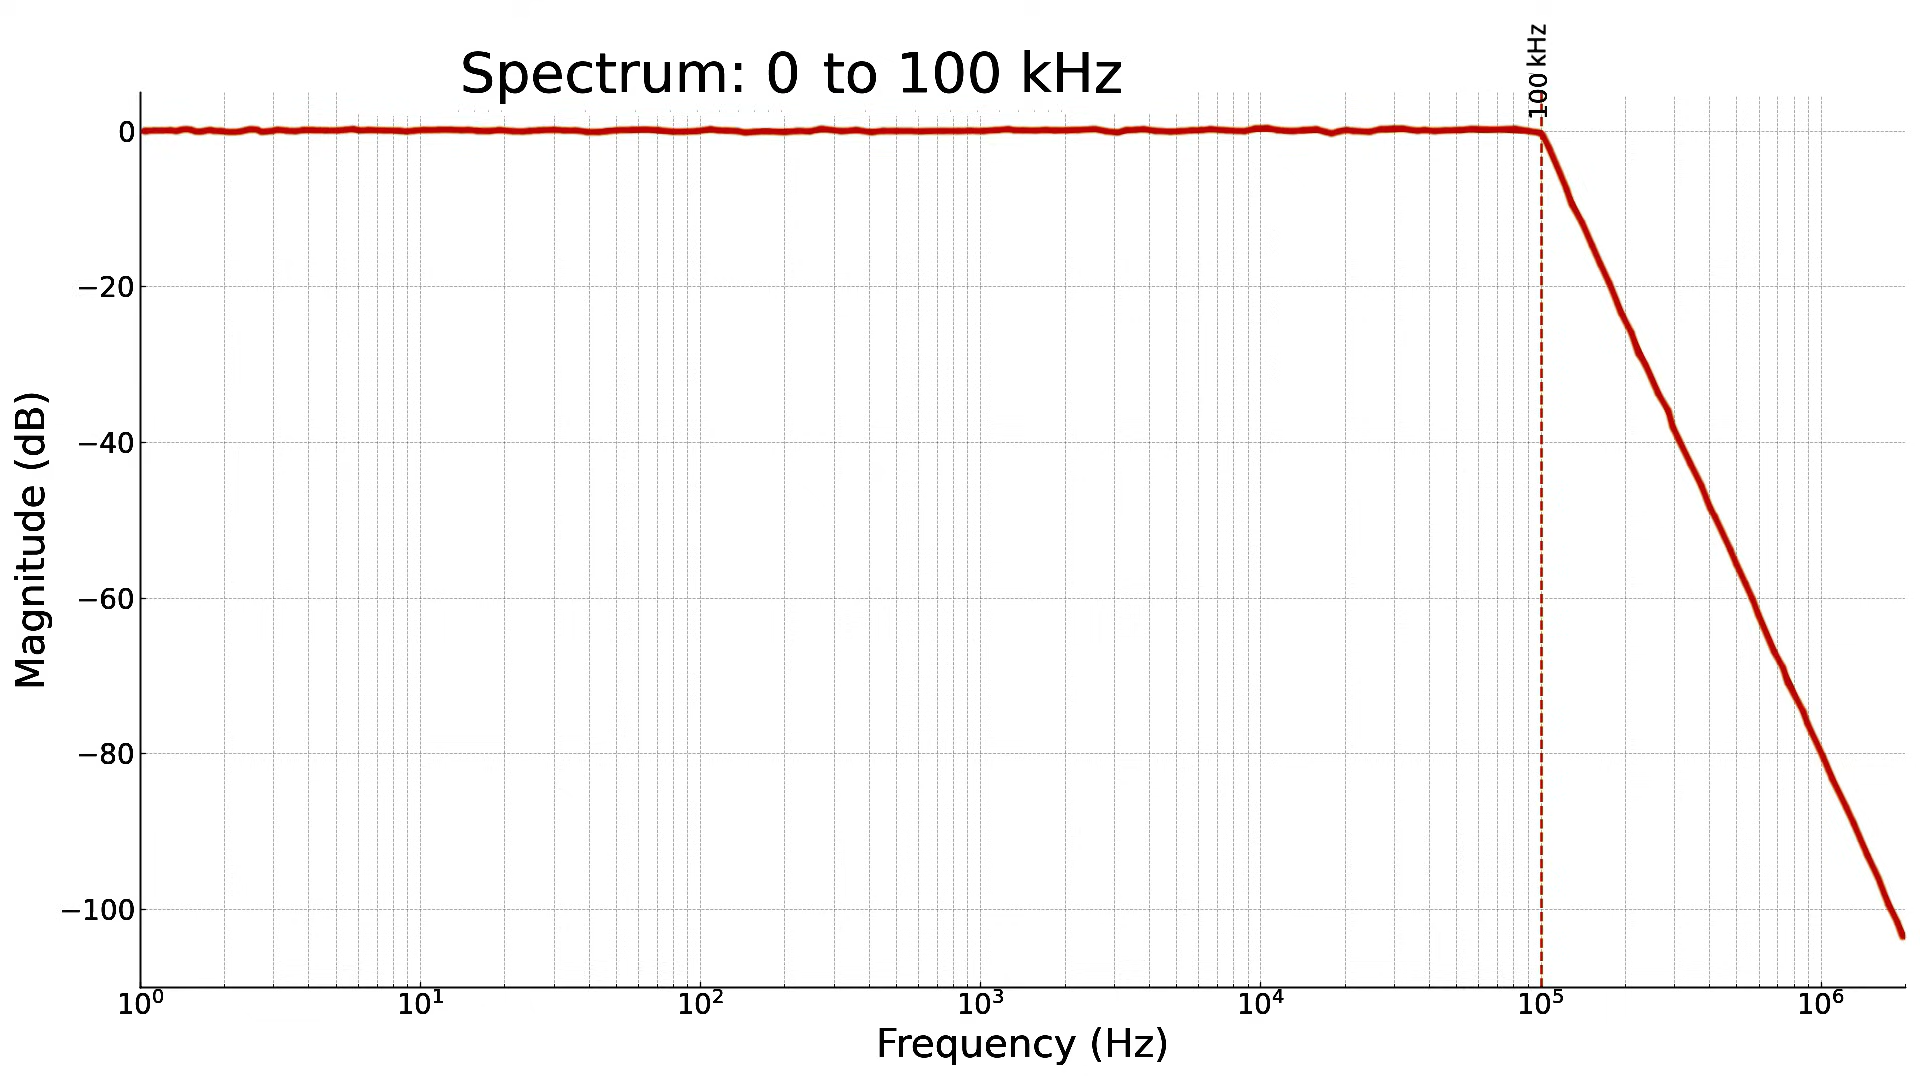 100 kHz
Spectrum: 0 to 100 kHz
0
−20
−40
−60
−80
−100
Magnitude (dB)
10⁰ 10¹ 10² 10³ 10⁴ 10⁵ 10⁶
Frequency (Hz)